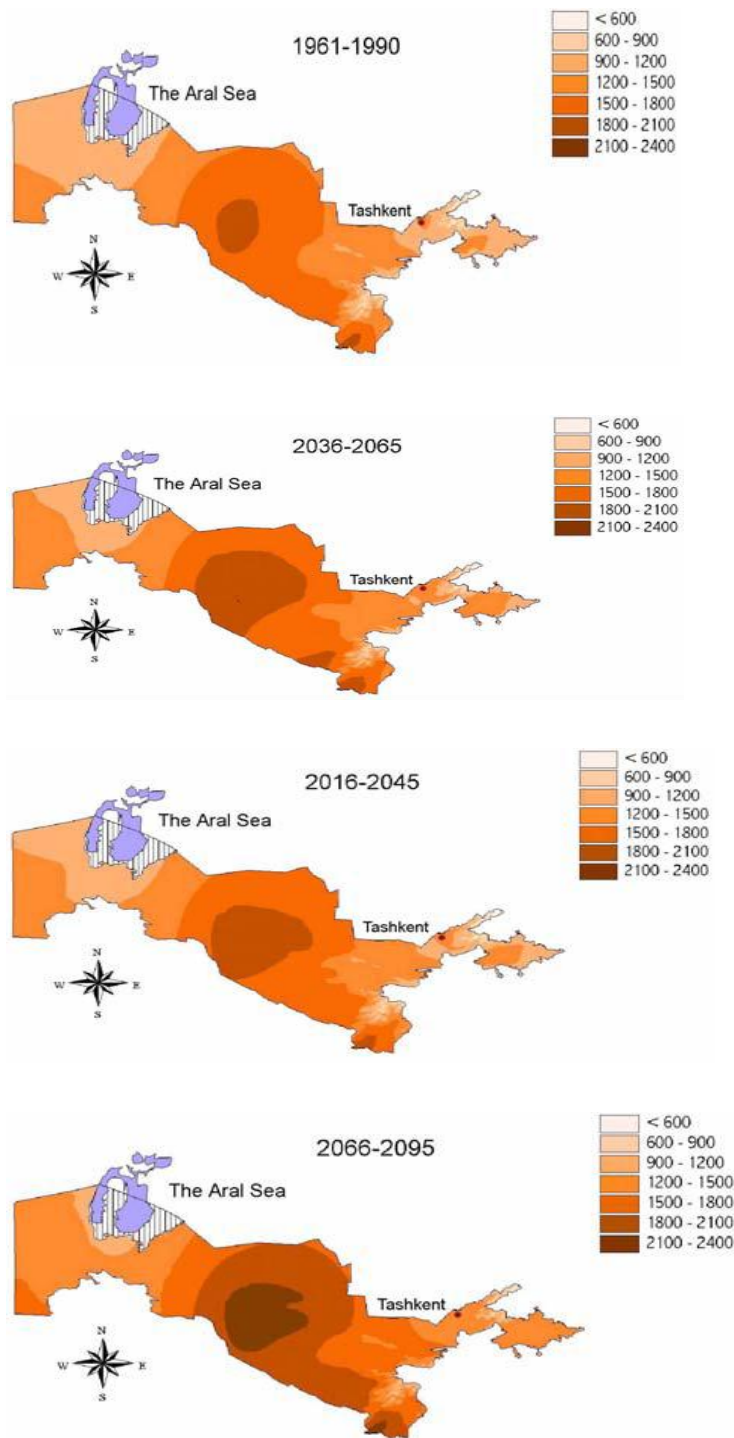 1961-1990
The Aral Sea
Tashkent
N
W E
S
< 600
600 - 900
900 - 1200
1200 - 1500
1500 - 1800
1800 - 2100
2100 - 2400
2036-2065
The Aral Sea
Tashkent
N
W E
S
< 600
600 - 900
900 - 1200
1200 - 1500
1500 - 1800
1800 - 2100
2100 - 2400
2016-2045
The Aral Sea
Tashkent
N
W E
S
< 600
600 - 900
900 - 1200
1200 - 1500
1500 - 1800
1800 - 2100
2100 - 2400
2066-2095
The Aral Sea
Tashkent
N
W E
S
< 600
600 - 900
900 - 1200
1200 - 1500
1500 - 1800
1800 - 2100
2100 - 2400